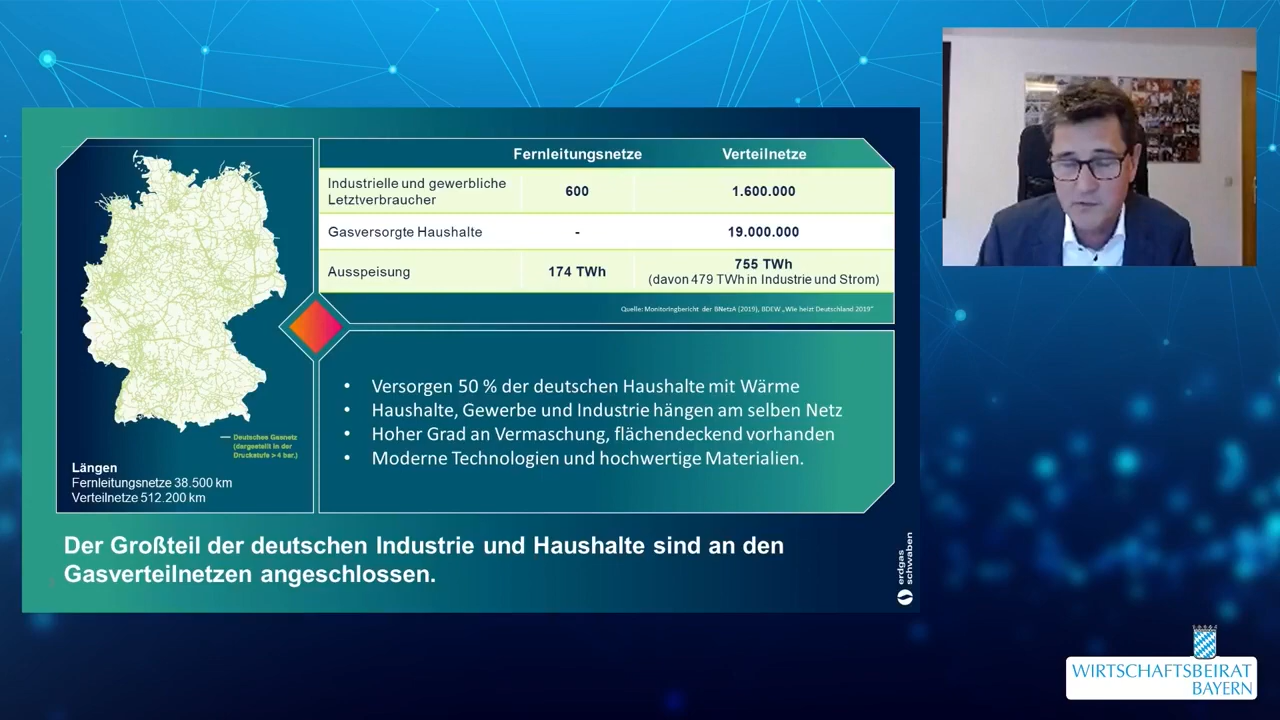 Fernleitungsnetze Verteilnetze
Industrielle und gewerbliche
Letztverbraucher
600 1.600.000
Gasversorgte Haushalte - 19.000.000
Ausspeisung 174 TWh 755 TWh
(davon 479 TWh in Industrie und Strom)
Quelle: Monitoringbericht der BNetzA (2019), BDEW „Wie heizt Deutschland 2019"
Deutsches Gasnetz
(dargestellt in der
Druckstufe > 4 bar.)
Längen
Fernleitungsnetze 38.500 km
Verteilnetze 512.200 km
• Versorgen 50 % der deutschen Haushalte mit Wärme
• Haushalte, Gewerbe und Industrie hängen am selben Netz
• Hoher Grad an Vermaschung, flächendeckend vorhanden
• Moderne Technologien und hochwertige Materialien.
Der Großteil der deutschen Industrie und Haushalte sind an den
Gasverteilnetzen angeschlossen.
erdgas
schwaben
WIRTSCHAFTSBEIRAT
BAYERN